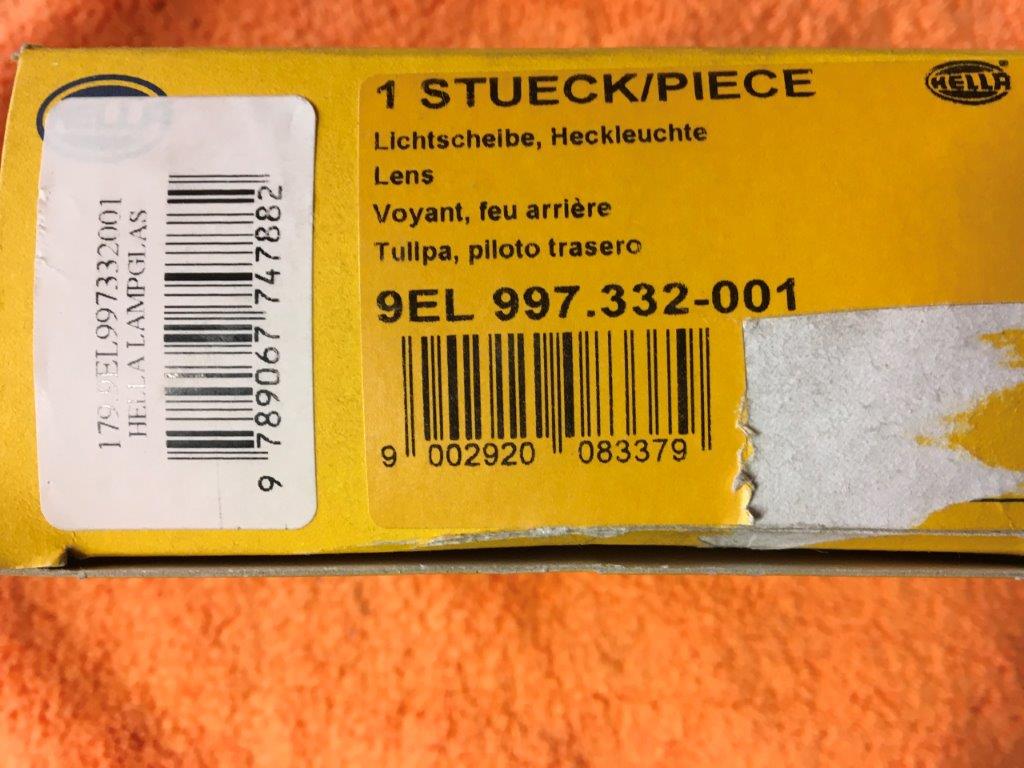 1 STUECK/PIECE
HELLA
Lichtscheibe, Heckleuchte
Lens
Voyant, feu arrière
Tulipa, piloto trasero
9EL 997.332-001
9 002920 083379
179.9EL997332001
HELLA LAMPGLAS
9 789067 747882